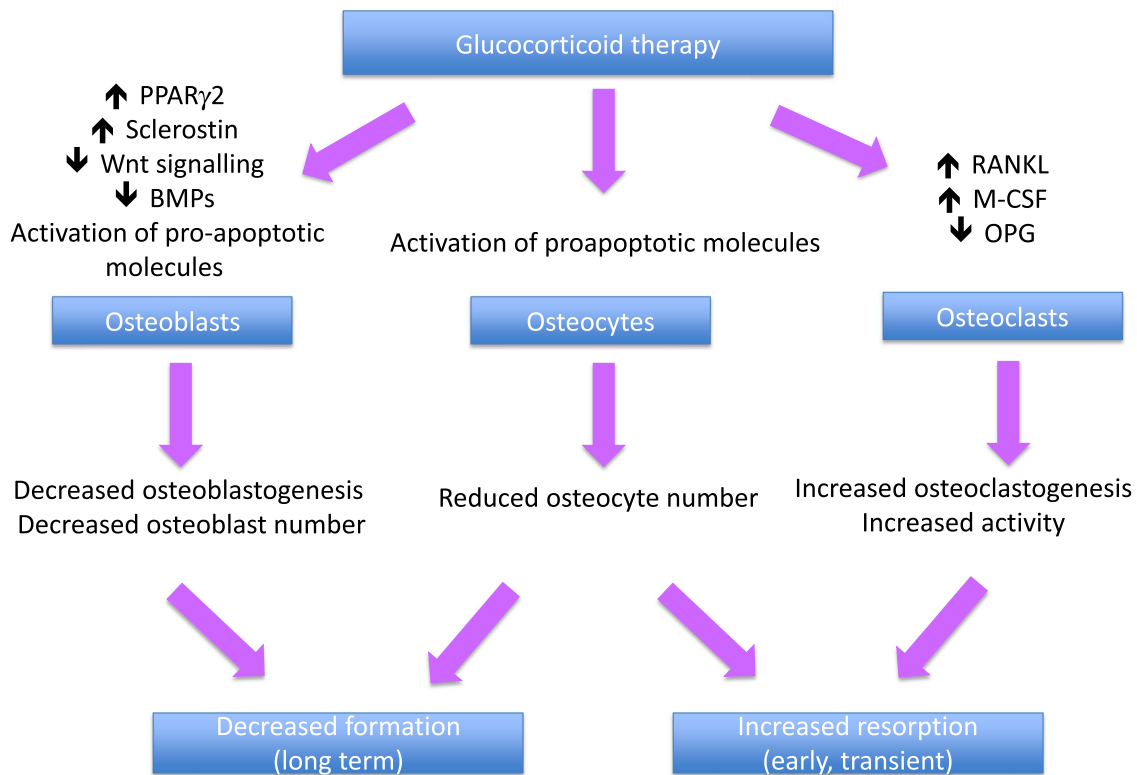 Glucocorticoid therapy
🡩 PPARγ2
🡩 Sclerostin
🡫 Wnt signalling
🡫 BMPs
Activation of pro-apoptotic
molecules
Activation of proapoptotic molecules
🡩 RANKL
🡩 M-CSF
🡫 OPG
Osteoblasts
Osteocytes
Osteoclasts
Decreased osteoblastogenesis
Decreased osteoblast number
Reduced osteocyte number
Increased osteoclastogenesis
Increased activity
Decreased formation
(long term)
Increased resorption
(early, transient)